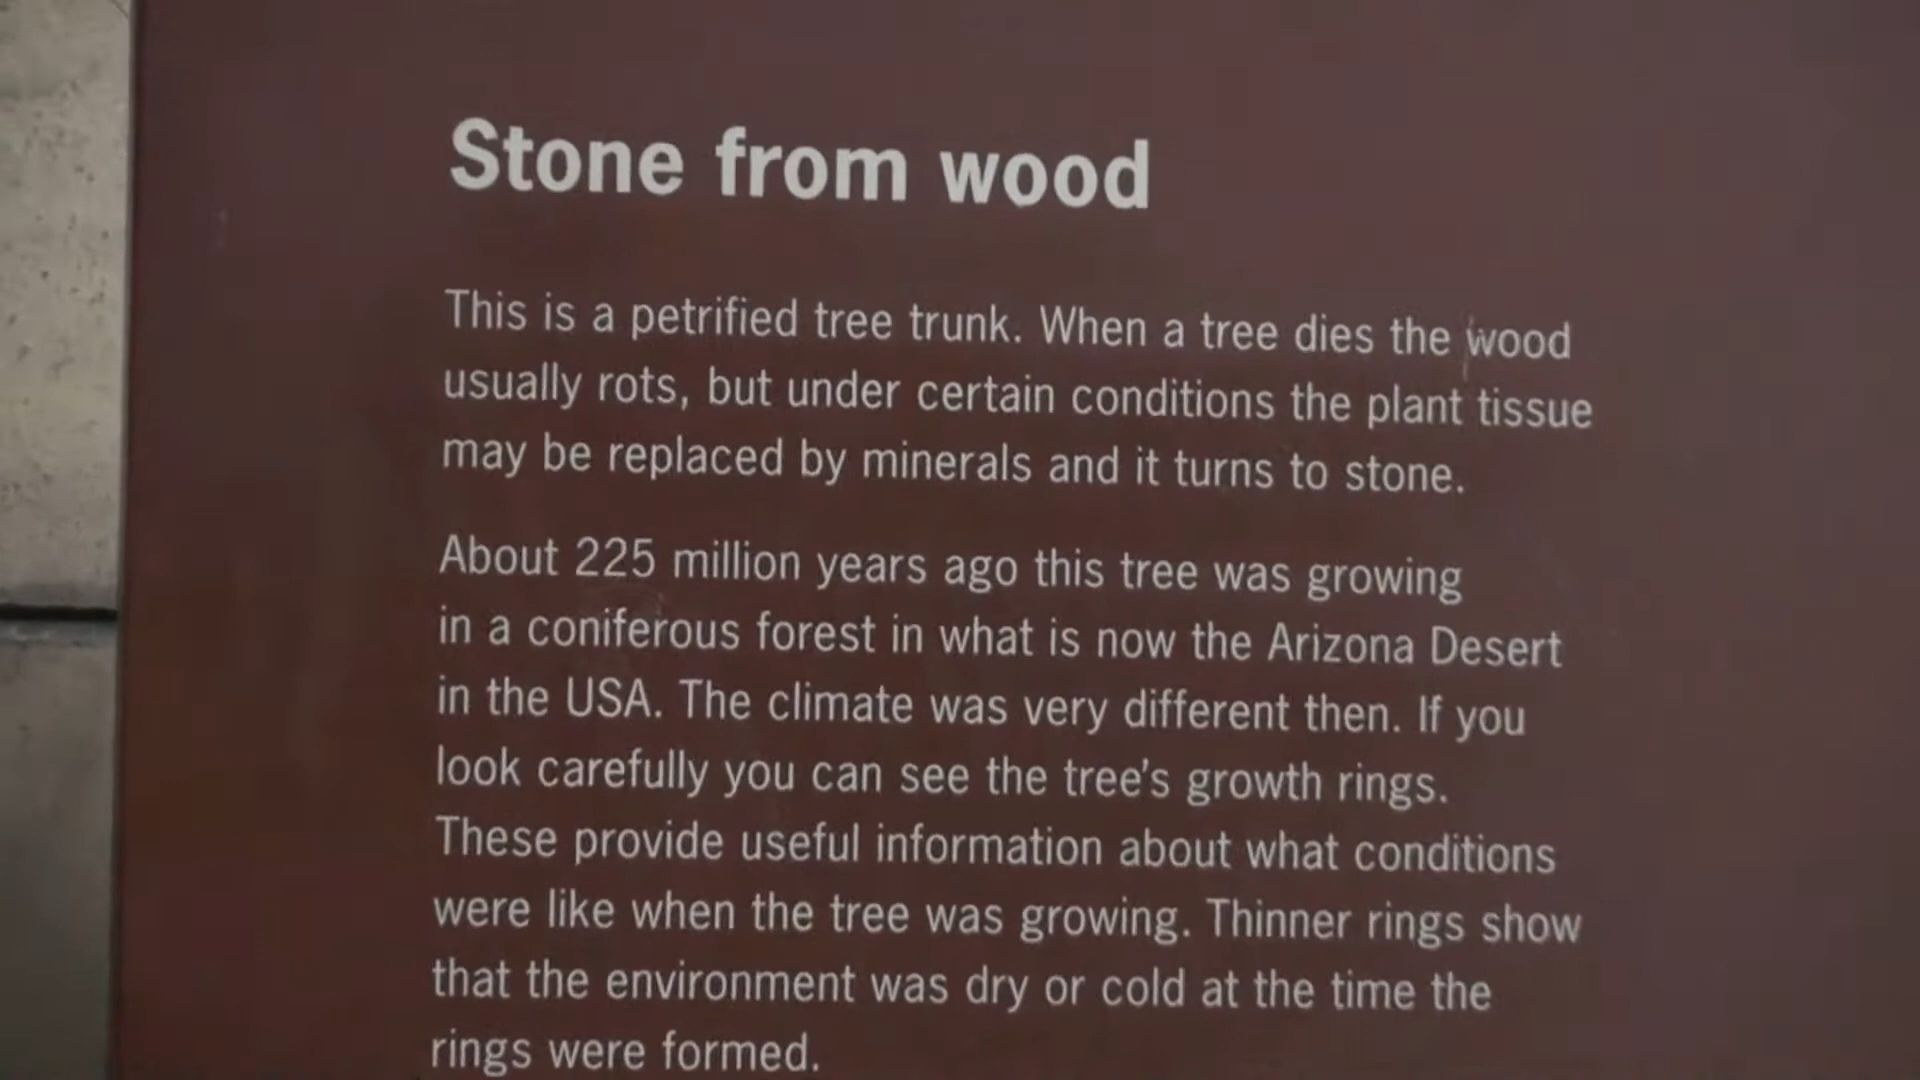 Stone from wood
This is a petrified tree trunk. When a tree dies the wood
usually rots, but under certain conditions the plant tissue
may be replaced by minerals and it turns to stone.
About 225 million years ago this tree was growing
in a coniferous forest in what is now the Arizona Desert
in the USA. The climate was very different then. If you
look carefully you can see the tree's growth rings.
These provide useful information about what conditions
were like when the tree was growing. Thinner rings show
that the environment was dry or cold at the time the
rings were formed.